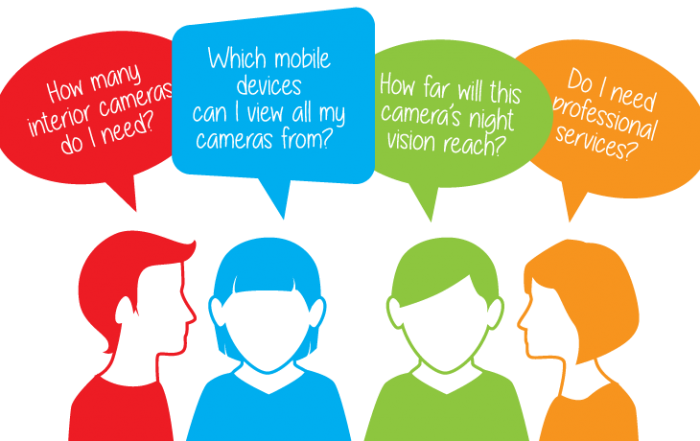 How many
interior cameras
do I need?
Which mobile
devices
can I view all my
cameras from?
How far will this
camera's night
vision reach?
Do I need
professional
services?